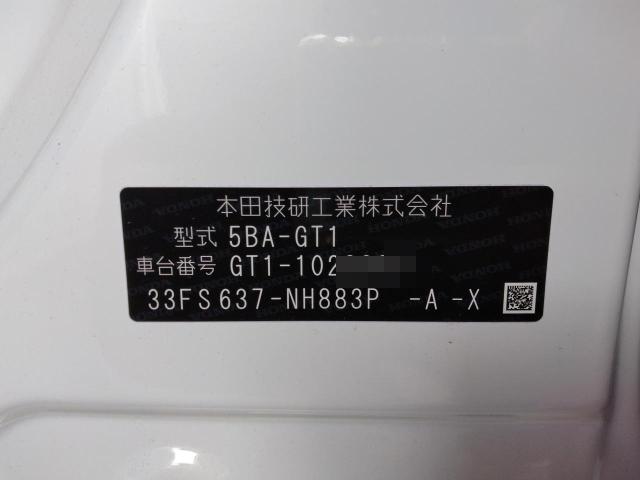 本田技研工業株式会社
型式 5BA-GT1
車台番号 GT1-102
33FS637-NH883P -A-X